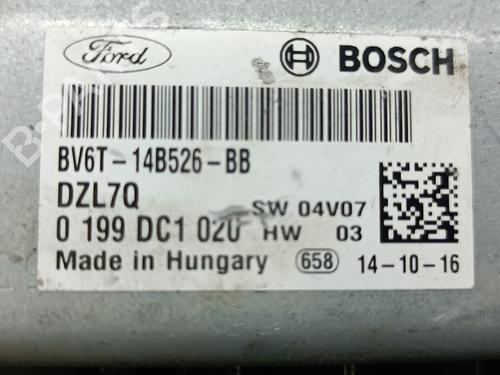 Ford
BOSCH
BV6T-14B526-BB
DZL7Q
SW 04V07
0 199 DC1 020
HW 03
Made in Hungary
658
14-10-16